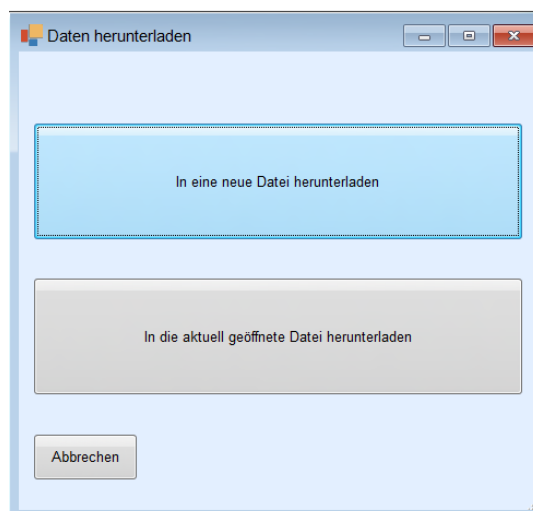 Daten herunterladen
In eine neue Datei herunterladen
In die aktuell geöffnete Datei herunterladen
Abbrechen